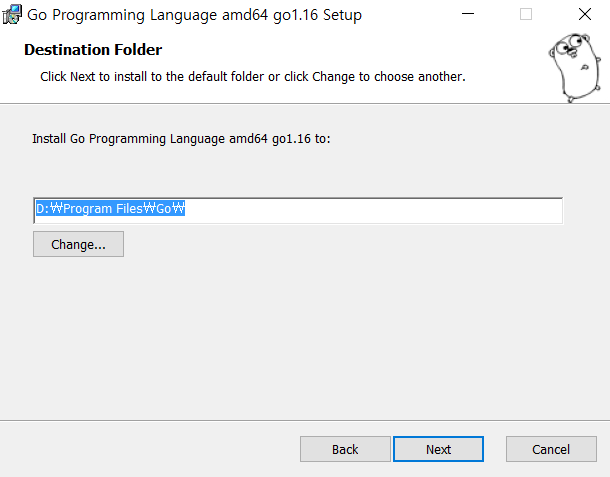 Go Programming Language amd64 go1.16 Setup
Destination Folder
Click Next to install to the default folder or click Change to choose another.
Install Go Programming Language amd64 go1.16 to:
D:₩Program Files₩Go₩
Change...
Back
Next
Cancel